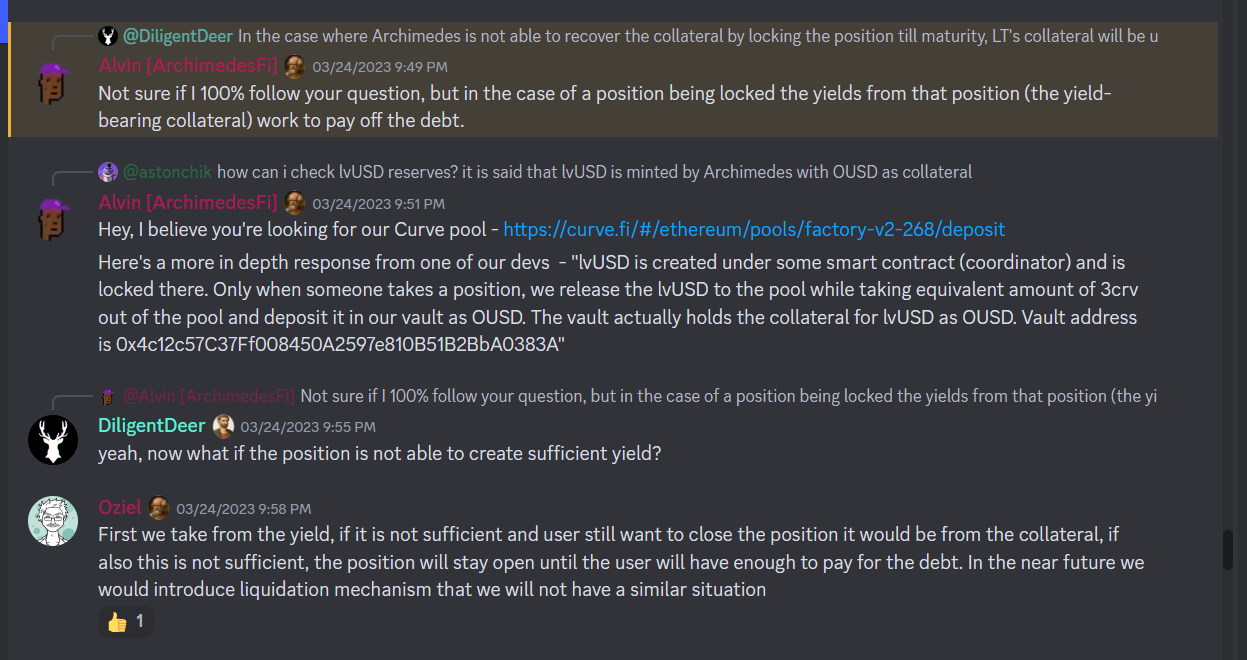 @DiligentDeer In the case where Archimedes is not able to recover the collateral by locking the position till maturity, LT's collateral will be u
Alvin [ArchimedesFi] 03/24/2023 9:49 PM
Not sure if I 100% follow your question, but in the case of a position being locked the yields from that position (the yield-
bearing collateral) work to pay off the debt.
@astonchik how can i check lvUSD reserves? it is said that lvUSD is minted by Archimedes with OUSD as collateral
Alvin [ArchimedesFi] 03/24/2023 9:51 PM
Hey, I believe you're looking for our Curve pool - https://curve.fi/#/ethereum/pools/factory-v2-268/deposit
Here's a more in depth response from one of our devs - "lvUSD is created under some smart contract (coordinator) and is
locked there. Only when someone takes a position, we release the lvUSD to the pool while taking equivalent amount of 3crv
out of the pool and deposit it in our vault as OUSD. The vault actually holds the collateral for lvUSD as OUSD. Vault address
is 0x4c12c57C37Ff008450A2597e810B51B2BbA0383A"
@Alvin [ArchimedesFi] Not sure if I 100% follow your question, but in the case of a position being locked the yields from that position (the yi
DiligentDeer 03/24/2023 9:55 PM
yeah, now what if the position is not able to create sufficient yield?
Oziel 03/24/2023 9:58 PM
First we take from the yield, if it is not sufficient and user still want to close the position it would be from the collateral, if
also this is not sufficient, the position will stay open until the user will have enough to pay for the debt. In the near future we
would introduce liquidation mechanism that we will not have a similar situation
👍 1